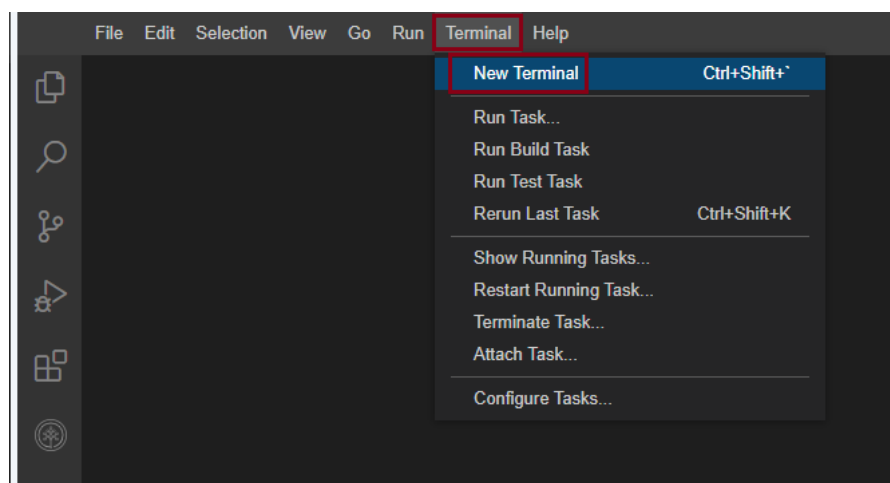 File Edit Selection View Go Run Terminal Help
New Terminal Ctrl+Shift+`
Run Task...
Run Build Task
Run Test Task
Rerun Last Task Ctrl+Shift+K
Show Running Tasks...
Restart Running Task...
Terminate Task...
Attach Task...
Configure Tasks...